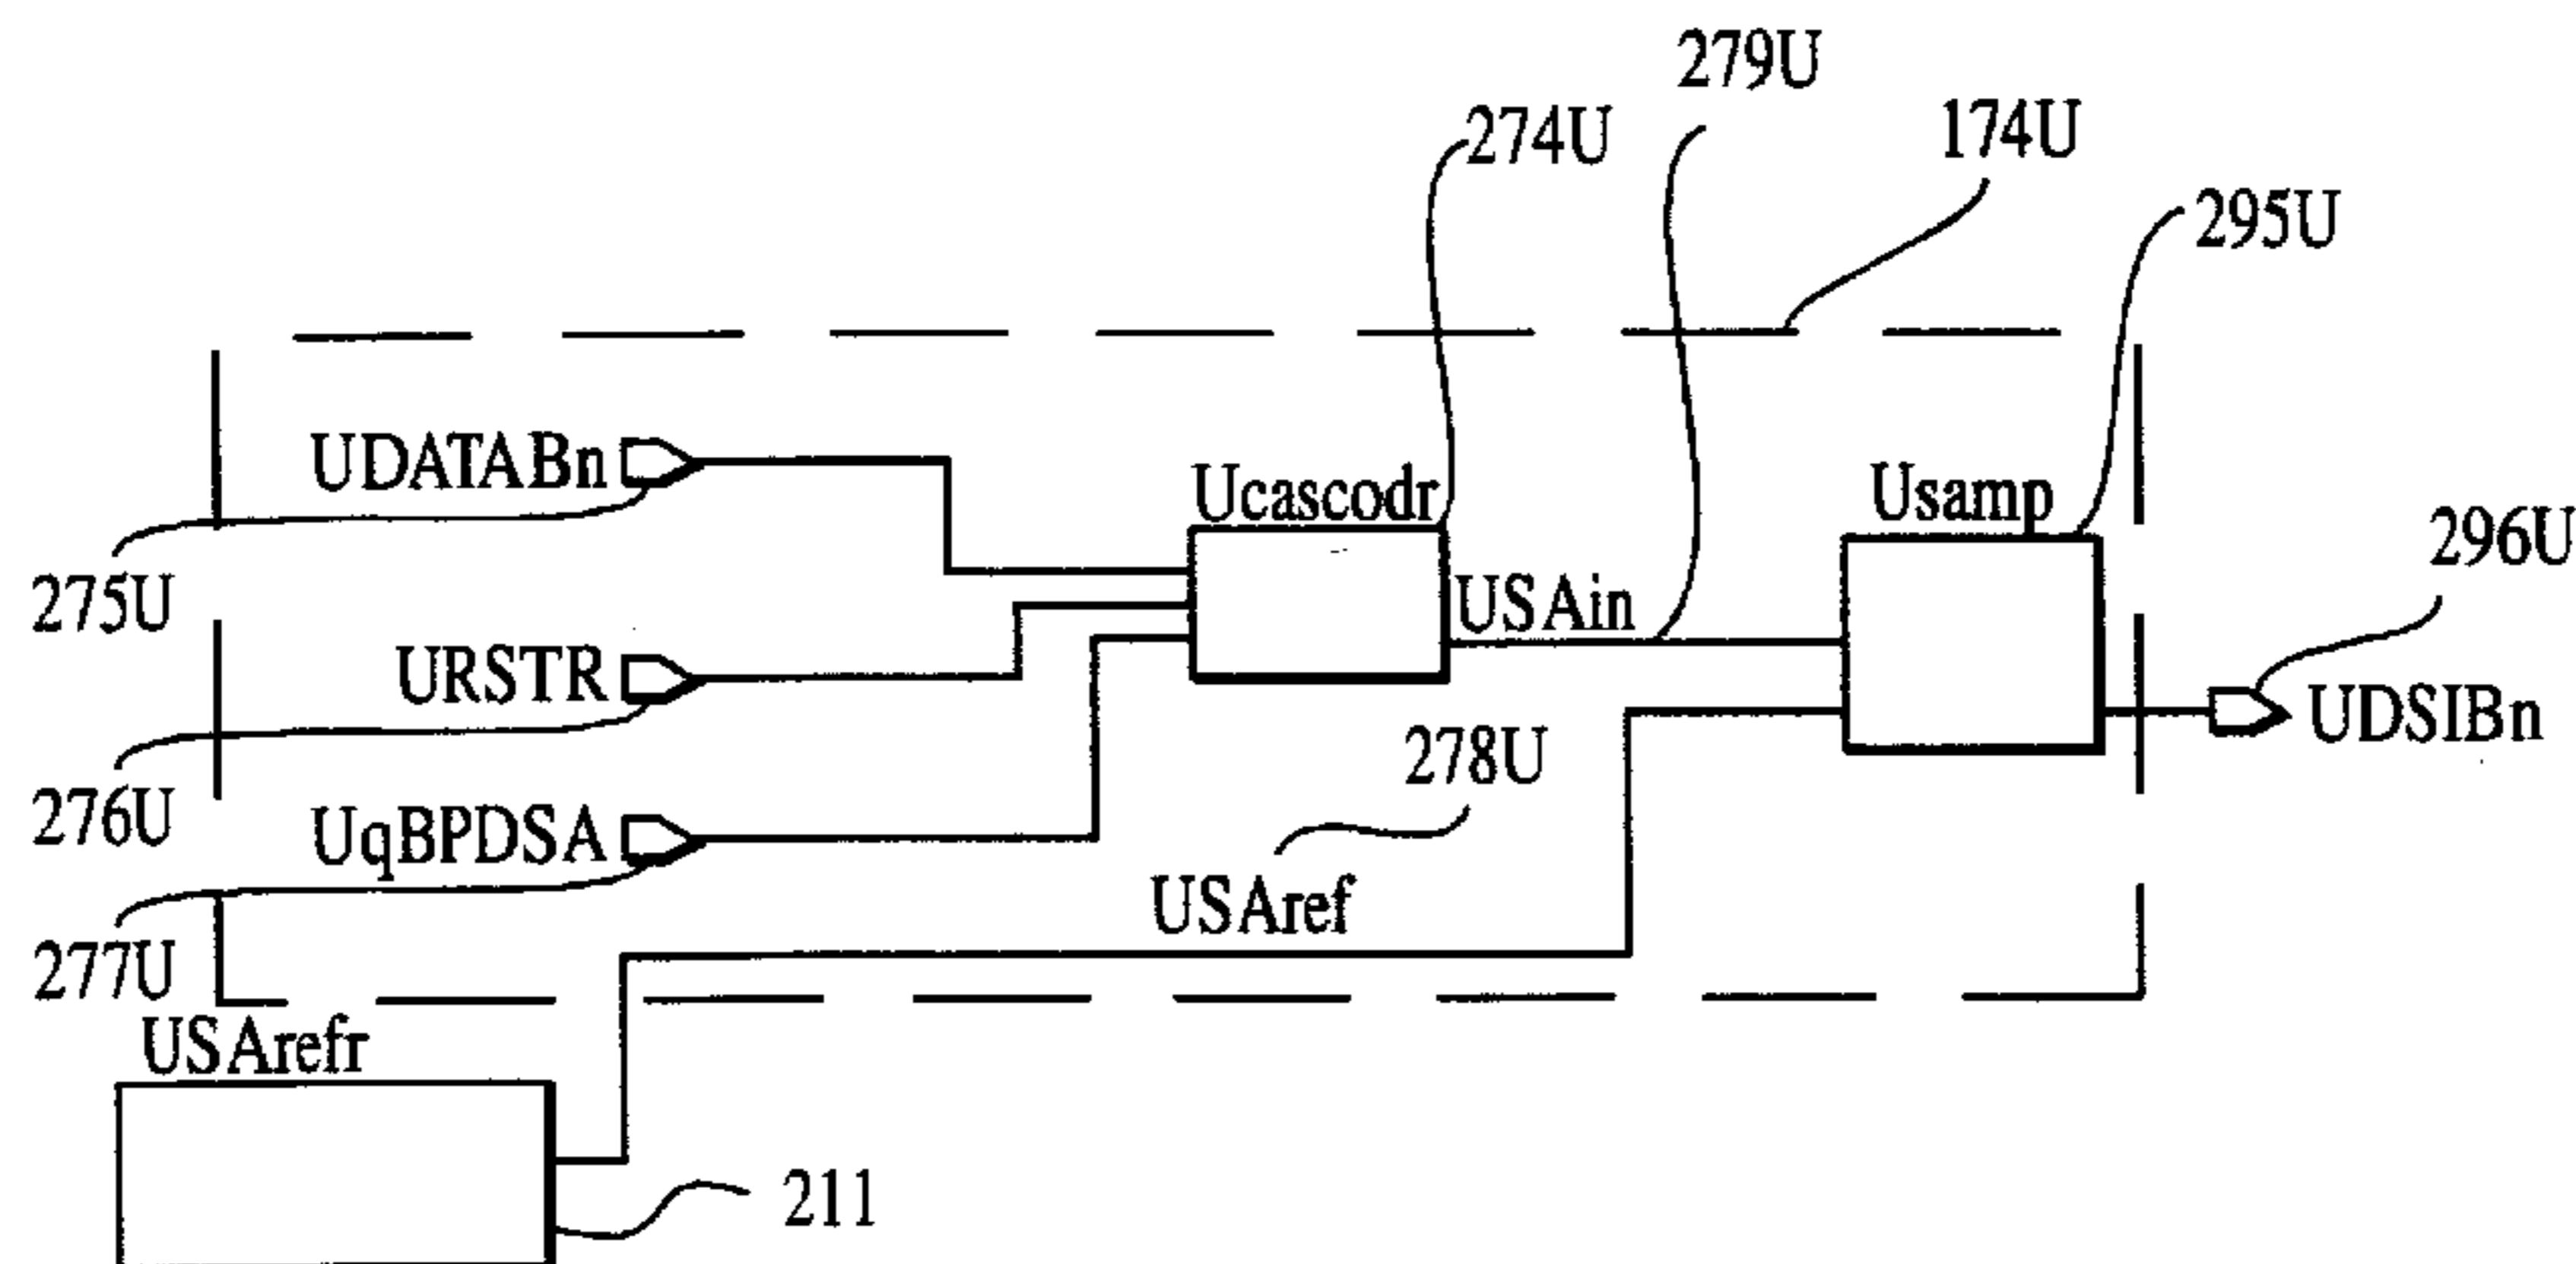 279U
274U
174U
295U
UDATABn
Ucascodr
Usamp
296U
275U
USAin
URSTR
UDSIBn
278U
276U
UqBPDSA
USAref
277U
USArefr
211